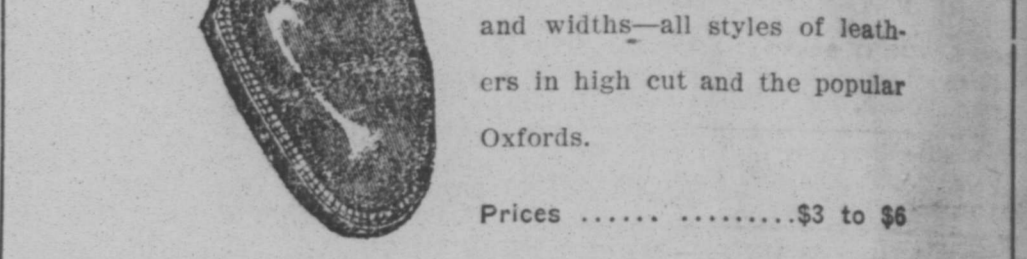 and widths—all styles of leath-
ers in high cut and the popular
Oxfords.
Prices ...... .........$3 to $6